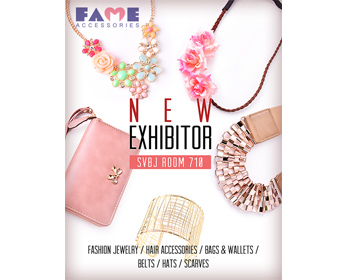 FAME
ACCESSORIES
NEW
EXHIBITOR
SVBJ ROOM 710
FASHION JEWELRY / HAIR ACCESSORIES / BAGS & WALLETS /
BELTS / HATS / SCARVES